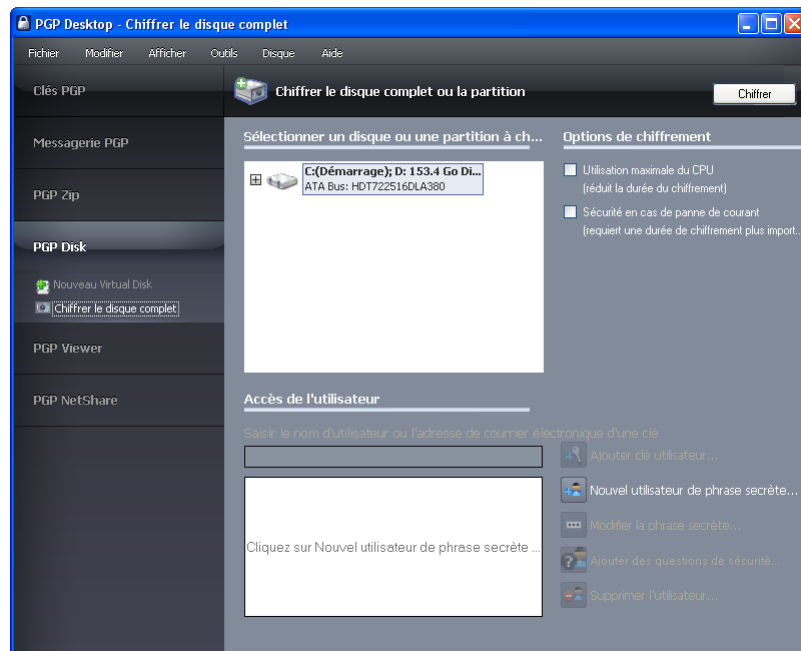 PGP Desktop - Chiffrer le disque complet
Fichier Modifier Afficher Outils Disque Aide
Clés PGP
Messagerie PGP
PGP Zip
PGP Disk
Nouveau Virtual Disk
Chiffrer le disque complet
PGP Viewer
PGP NetShare
Chiffrer le disque complet ou la partition
Chiffrer
Sélectionner un disque ou une partition à ch...
C:(Démarrage); D: 153.4 Go Di...
ATA Bus: HDT722516DLA380
Options de chiffrement
Utilisation maximale du CPU
(réduit la durée du chiffrement)
Sécurité en cas de panne de courant
(requiert une durée de chiffrement plus import...
Accès de l'utilisateur
Saisir le nom d'utilisateur ou l'adresse de courrier électronique d'une clé
Cliquez sur Nouvel utilisateur de phrase secrète ...
Ajouter clé utilisateur...
Nouvel utilisateur de phrase secrète...
Modifier la phrase secrète...
Ajouter des questions de sécurité...
Supprimer l'utilisateur...